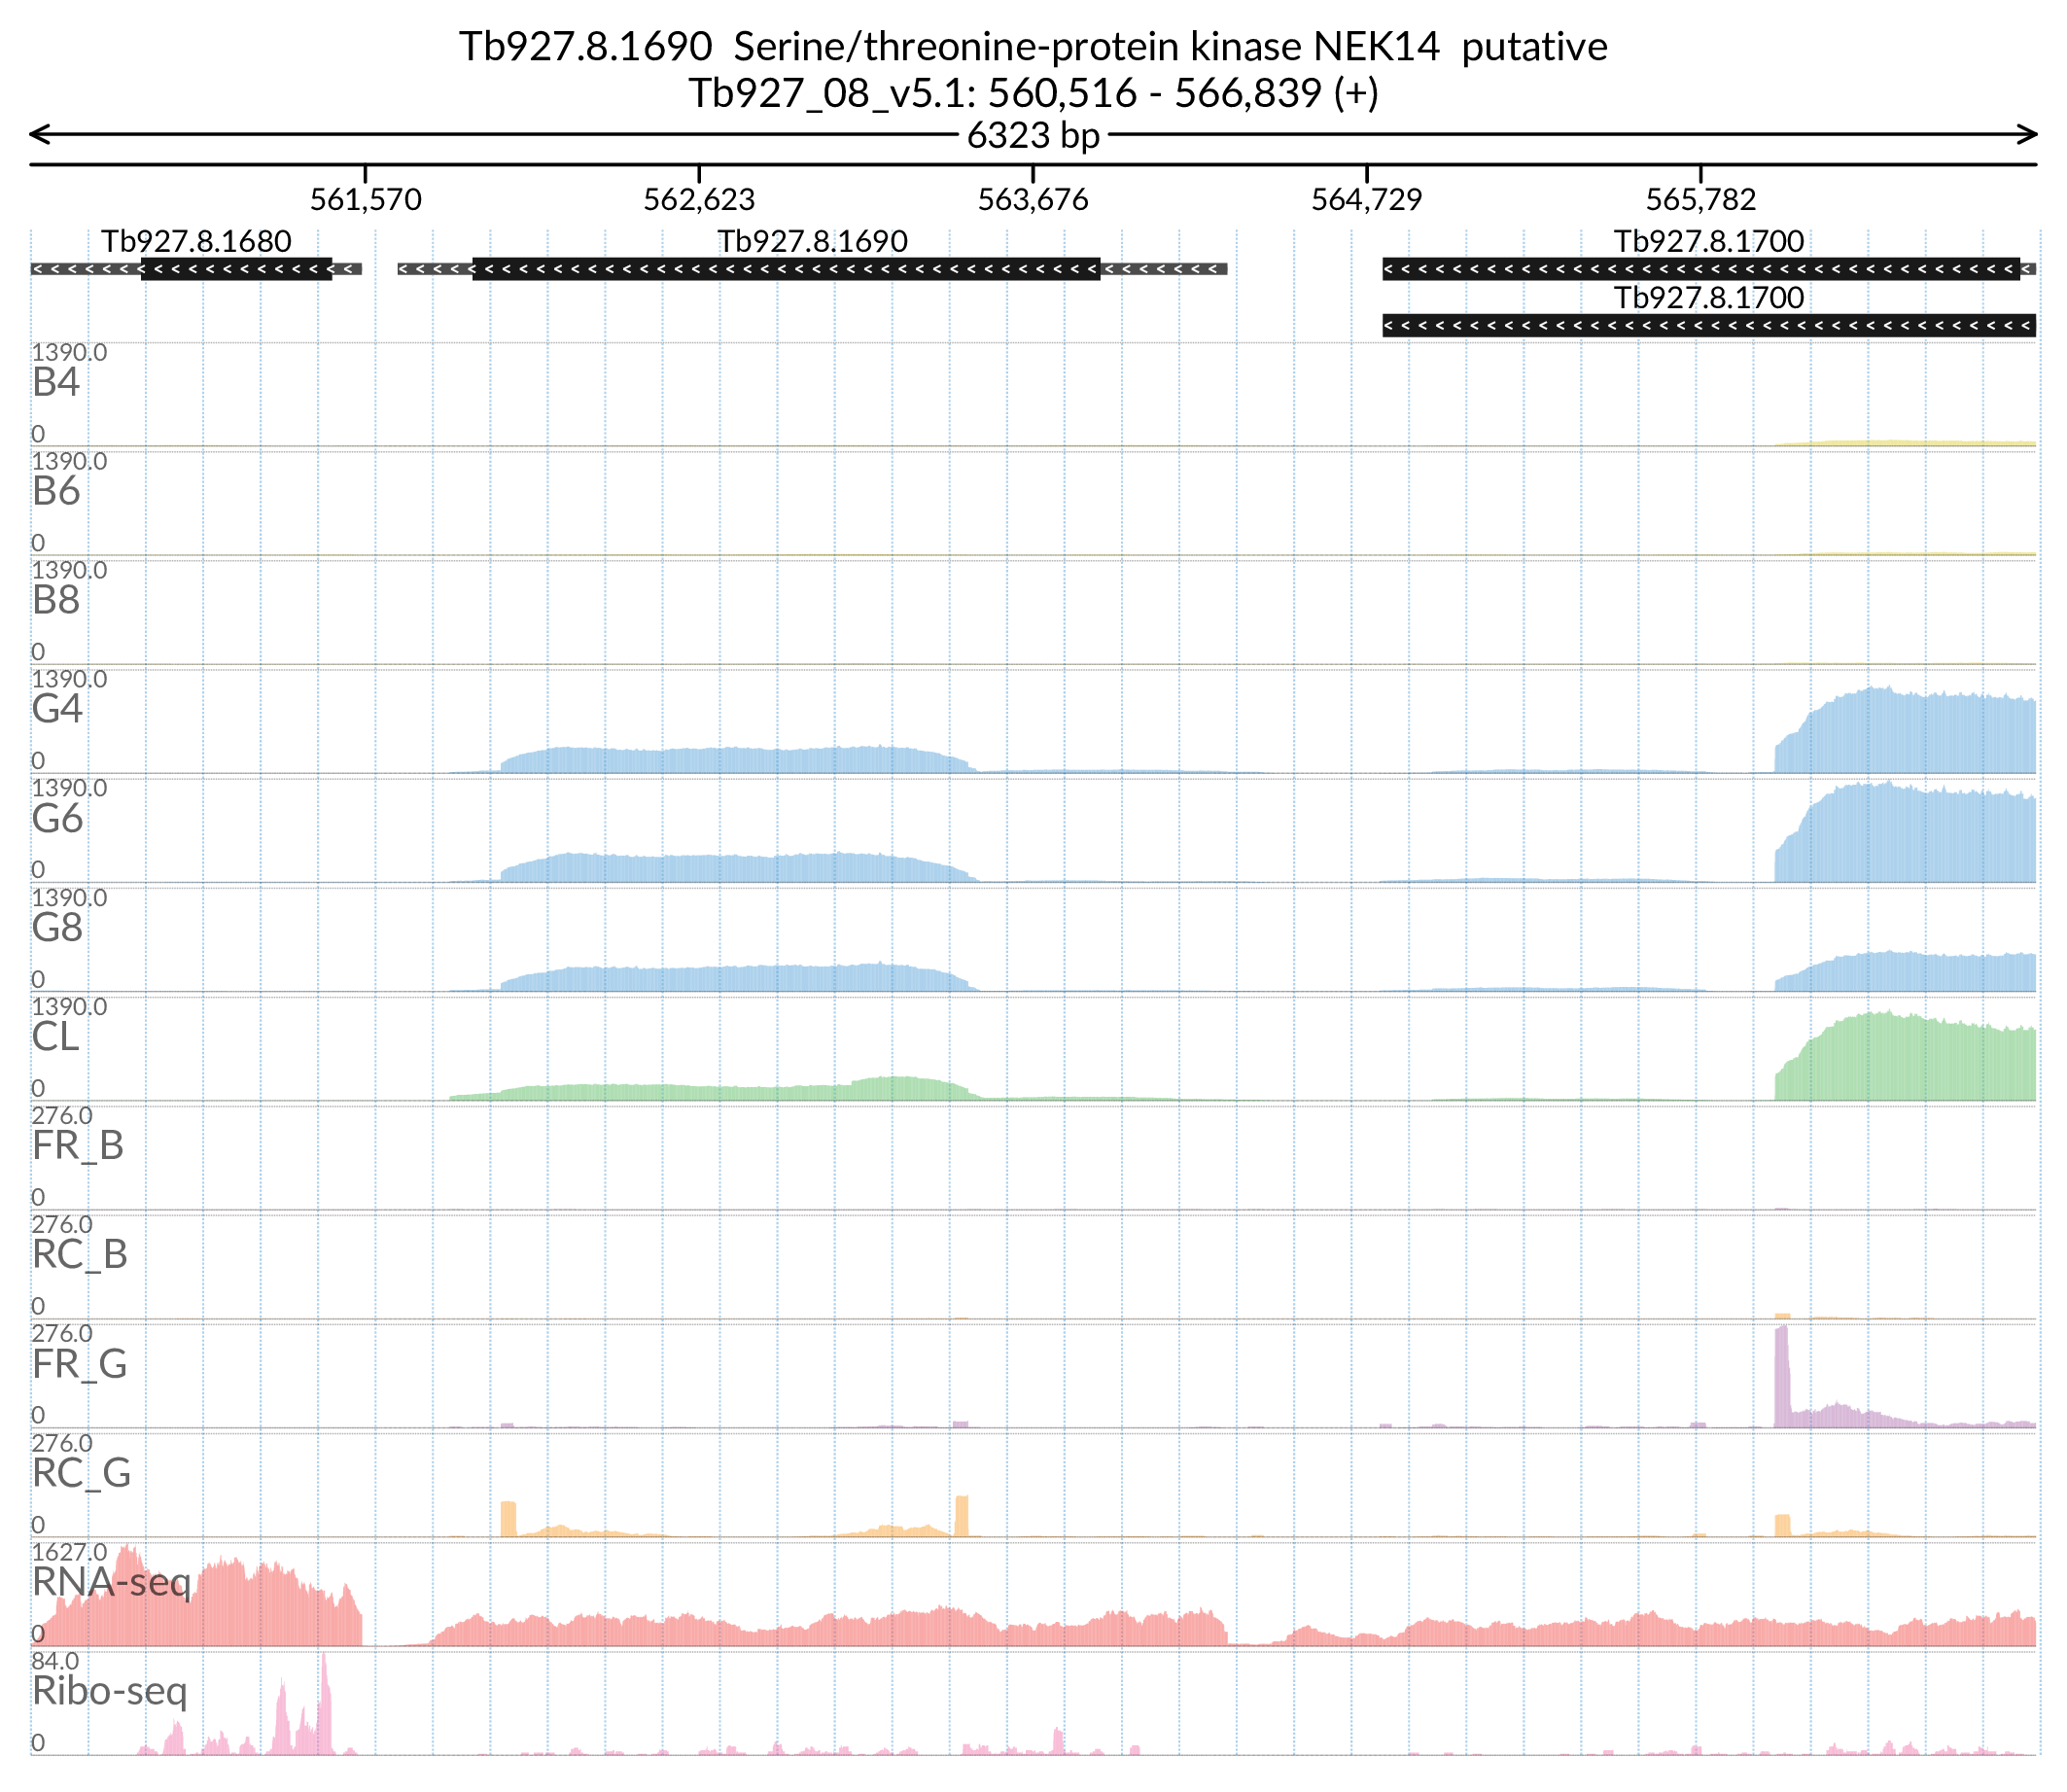 Tb927.8.1690  Serine/threonine-protein kinase NEK14  putative
Tb927_08_v5.1: 560,516 - 566,839 (+)
6323 bp
561,570 562,623 563,676 564,729 565,782
Tb927.8.1680 Tb927.8.1690 Tb927.8.1700
Tb927.8.1700
1390.0
B4
0
1390.0
B6
0
1390.0
B8
0
1390.0
G4
0
1390.0
G6
0
1390.0
G8
0
1390.0
CL
0
276.0
FR_B
0
276.0
RC_B
0
276.0
FR_G
0
276.0
RC_G
0
1627.0
RNA-seq
0
84.0
Ribo-seq
0